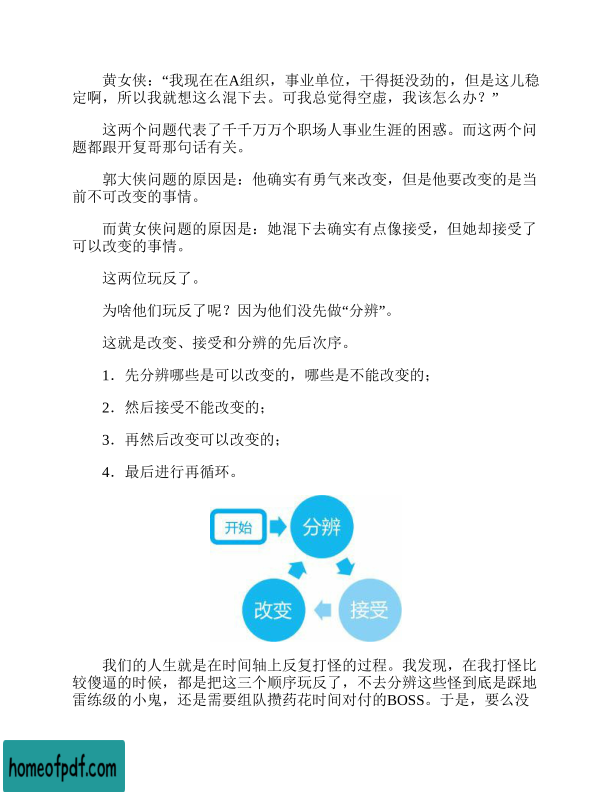 黄女侠：“我现在在A组织，事业单位，干得挺没劲的，但是这儿稳
定啊，所以我就想这么混下去。可我总觉得空虚，我该怎么办？”
这两个问题代表了千千万万个职场人事业生涯的困惑。而这两个问
题都跟开复哥那句话有关。
郭大侠问题的原因是：他确实有勇气来改变，但是他要改变的是当
前不可改变的事情。
而黄女侠问题的原因是：她混下去确实有点像接受，但她却接受了
可以改变的事情。
这两位玩反了。
为啥他们玩反了呢？因为他们没先做“分辨”。
这就是改变、接受和分辨的先后次序。
1．先分辨哪些是可以改变的，哪些是不能改变的；
2．然后接受不能改变的；
3．再然后改变可以改变的；
4．最后进行再循环。
开始
分辨
改变
接受
我们的人生就是在时间轴上反复打怪的过程。我发现，在我打怪比
较傻逼的时候，都是把这三个顺序玩反了，不去分辨这些怪到底是踩地
雷练级的小鬼，还是需要组队攒药花时间对付的BOSS。于是，要么没
homeofpdf.com